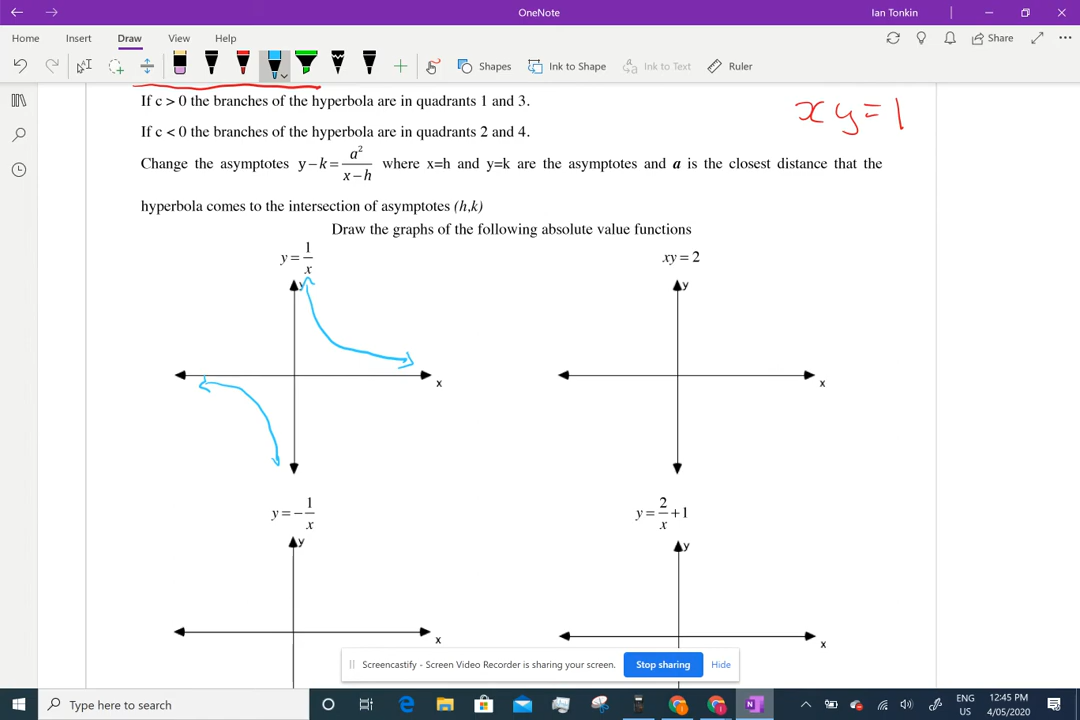 OneNote
Ian Tonkin
Home Insert Draw View Help
Share
Shapes
Ink to Shape
Ink to Text
Ruler
If c > 0 the branches of the hyperbola are in quadrants 1 and 3.
xy = 1
If c < 0 the branches of the hyperbola are in quadrants 2 and 4.
Change the asymptotes y − k = a² / (x − h) where x=h and y=k are the asymptotes and a is the closest distance that the
hyperbola comes to the intersection of asymptotes (h,k)
Draw the graphs of the following absolute value functions
y = 1/x
xy = 2
y
y
x
x
y = − 1/x
y = 2/x + 1
y
y
x
x
Screencastify - Screen Video Recorder is sharing your screen.
Stop sharing
Hide
Type here to search
ENG
US
12:45 PM
4/05/2020